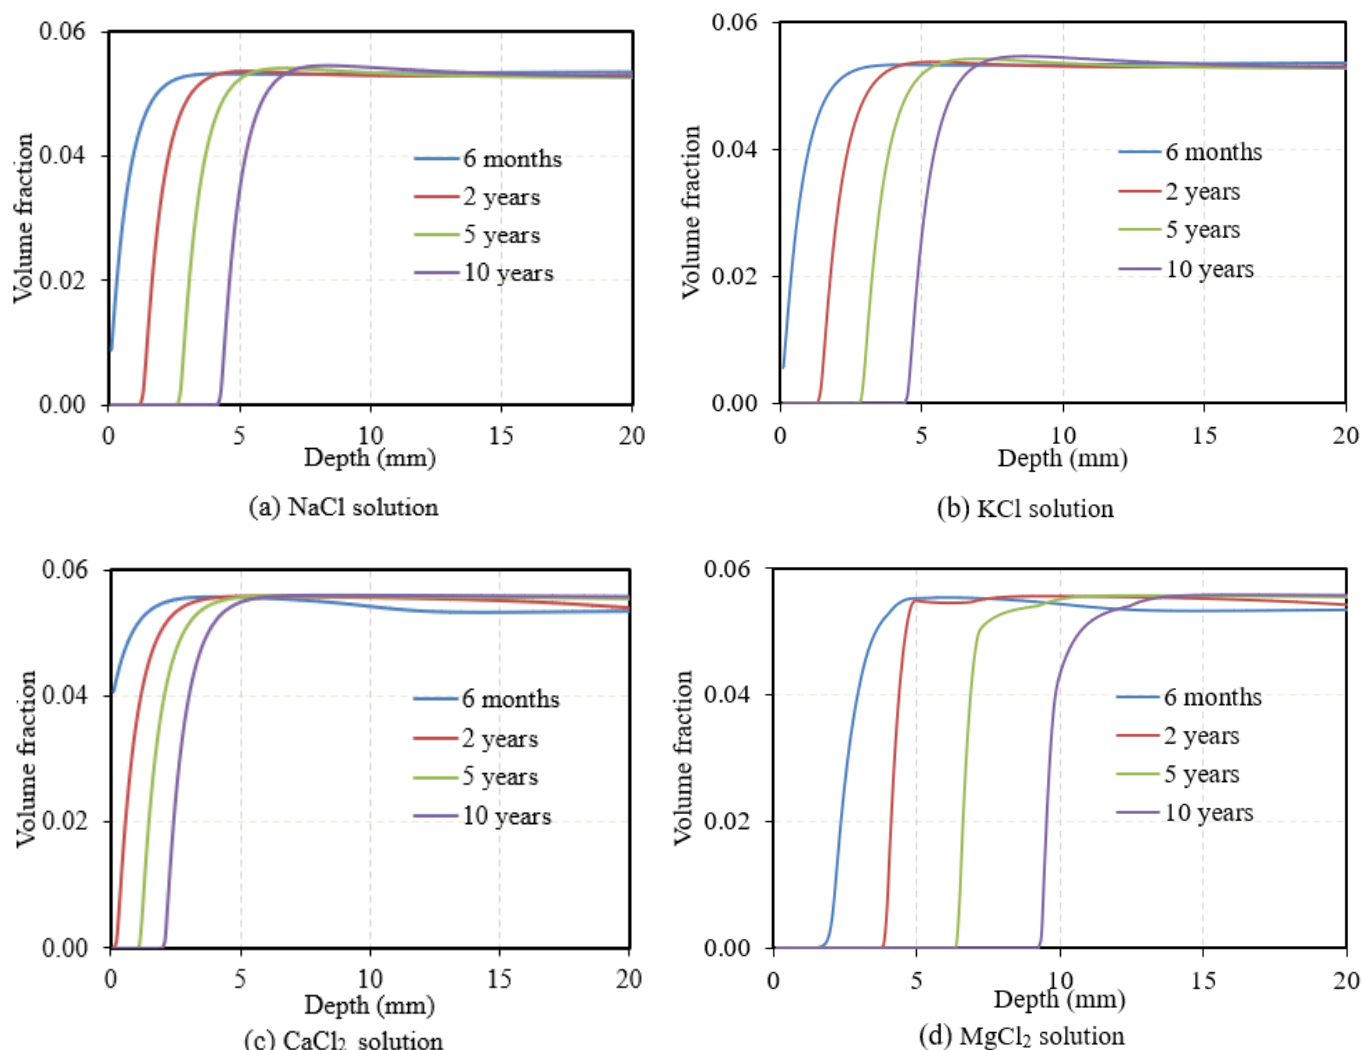 0.06
0.04
0.02
0.00
Volume fraction
6 months
2 years
5 years
10 years
0 5 10 15 20
Depth (mm)
(a) NaCl solution
0.06
0.04
0.02
0.00
Volume fraction
6 months
2 years
5 years
10 years
0 5 10 15 20
Depth (mm)
(b) KCl solution
0.06
0.04
0.02
0.00
Volume fraction
6 months
2 years
5 years
10 years
0 5 10 15 20
Depth (mm)
(c) CaCl₂ solution
0.06
0.04
0.02
0.00
Volume fraction
6 months
2 years
5 years
10 years
0 5 10 15 20
Depth (mm)
(d) MgCl₂ solution